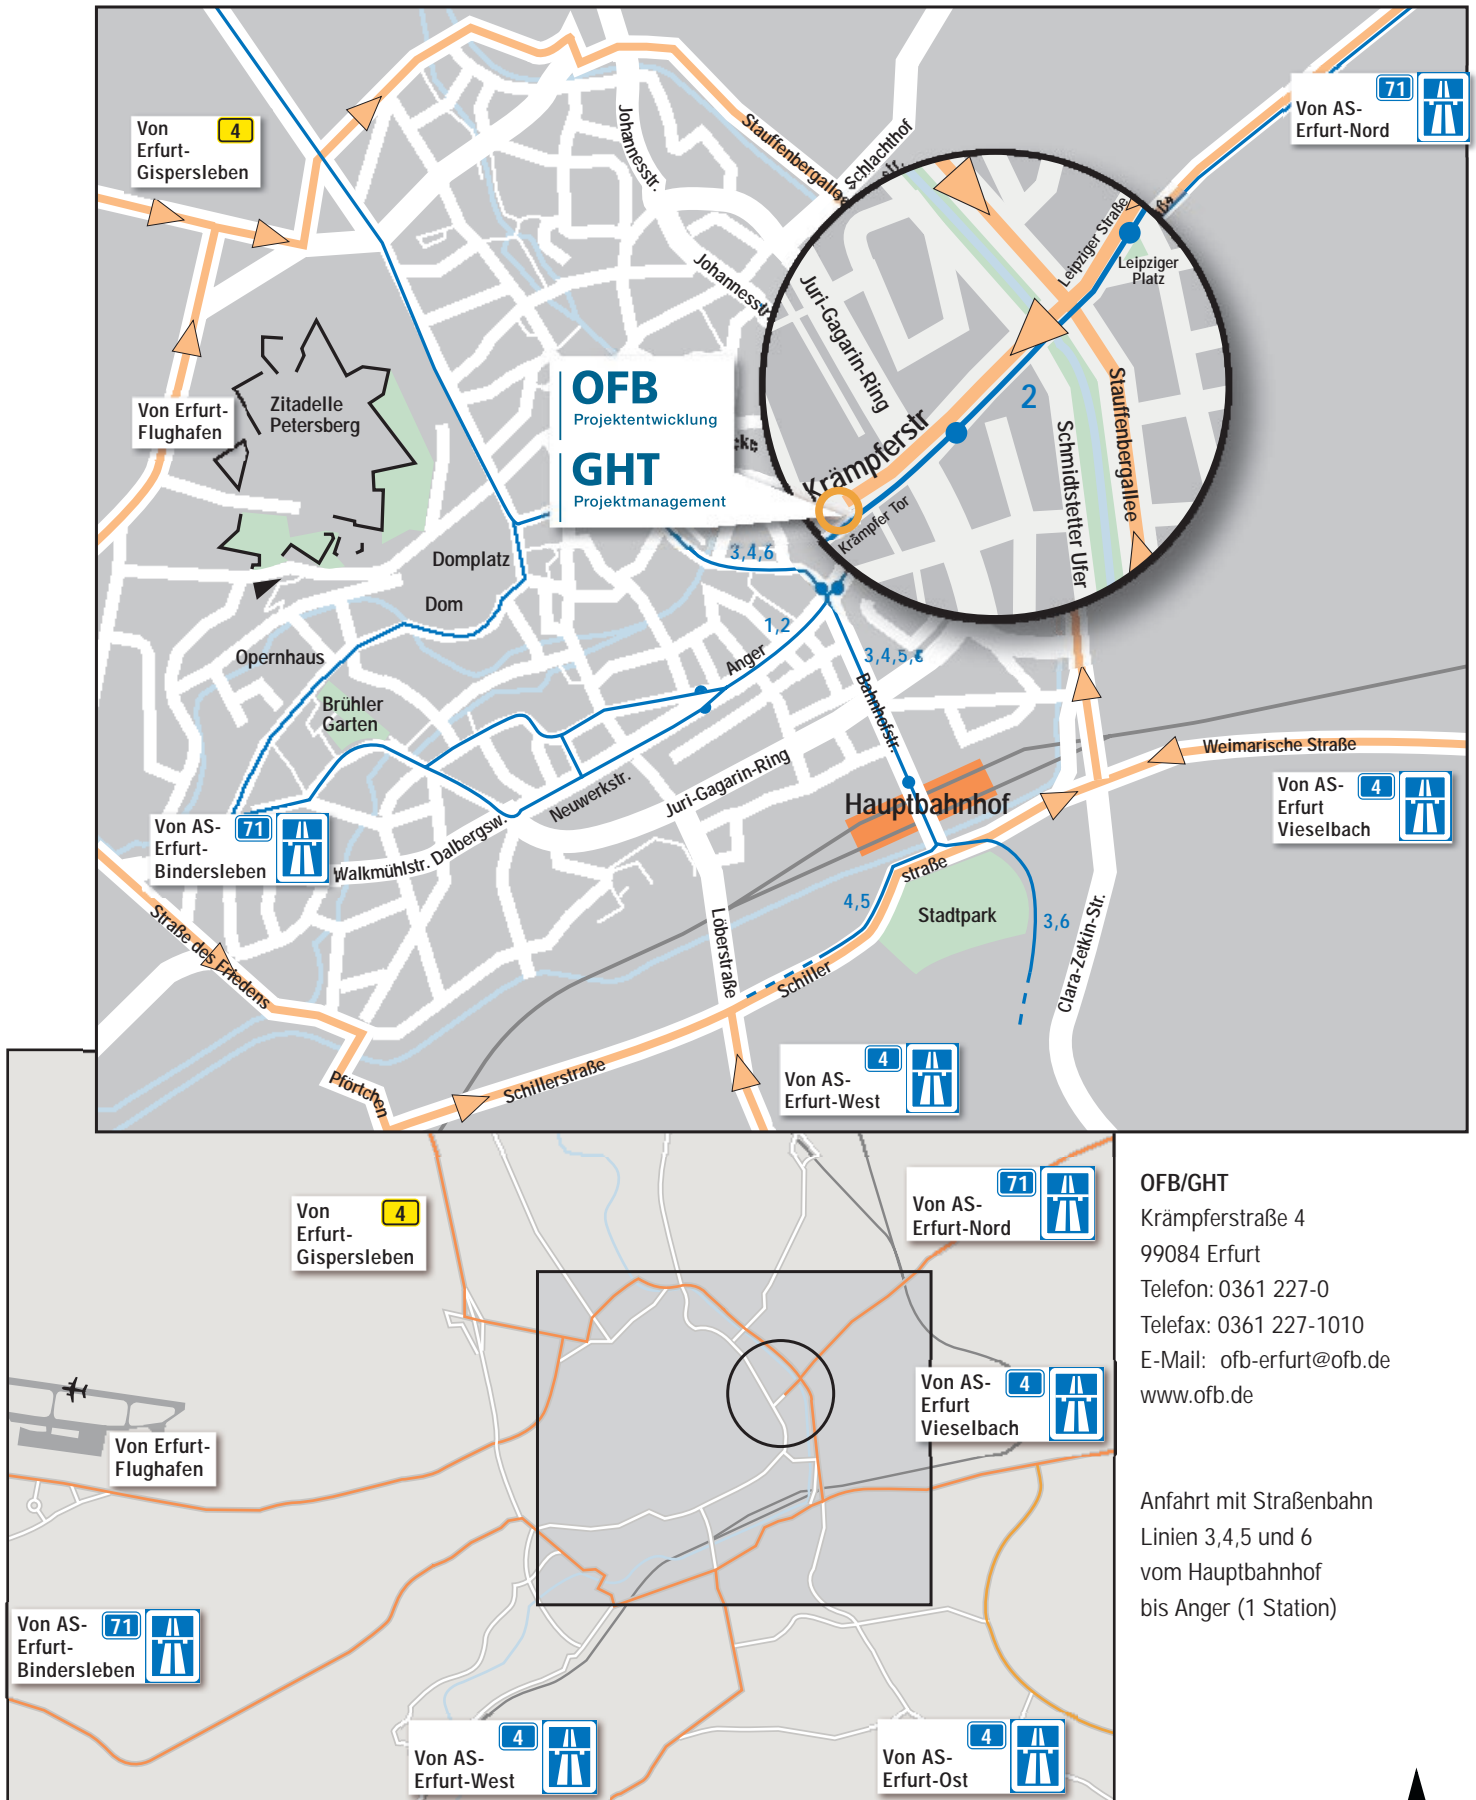 Von
Erfurt-
Gispersleben
4
Johannesstr.
Stauffenbergallee
Schlachthof
str.
71
Von AS-
Erfurt-Nord
Johannesstr.
Juri-Gagarin-Ring
Leipziger Straße
Leipziger
Platz
Von Erfurt-
Flughafen
Zitadelle
Petersberg
OFB
Projektentwicklung
GHT
Projektmanagement
2
Stauffenbergallee
Schmidtstetter Ufer
Krämpferstr
Krämpfer Tor
Domplatz
Dom
3,4,6
1,2
Anger
3,4,5,6
Bahnhofstr.
Opernhaus
Brühler
Garten
Neuwerkstr.
Juri-Gagarin-Ring
Hauptbahnhof
Weimarische Straße
Von AS-
Erfurt
Vieselbach
4
Von AS-
Erfurt-
Bindersleben
71
Walkmühlstr.
Dalbergsw.
straße
4,5
Stadtpark
3,6
Clara-Zetkin-Str.
Löberstraße
Schiller
Straße des Friedens
Pförtchen
Schillerstraße
4
Von AS-
Erfurt-West
Von
Erfurt-
Gispersleben
4
71
Von AS-
Erfurt-Nord
Von AS-
Erfurt
Vieselbach
4
Von Erfurt-
Flughafen
Von AS-
Erfurt-
Bindersleben
71
4
Von AS-
Erfurt-West
4
Von AS-
Erfurt-Ost
OFB/GHT
Krämpferstraße 4
99084 Erfurt
Telefon: 0361 227-0
Telefax: 0361 227-1010
E-Mail: ofb-erfurt@ofb.de
www.ofb.de
Anfahrt mit Straßenbahn
Linien 3,4,5 und 6
vom Hauptbahnhof
bis Anger (1 Station)